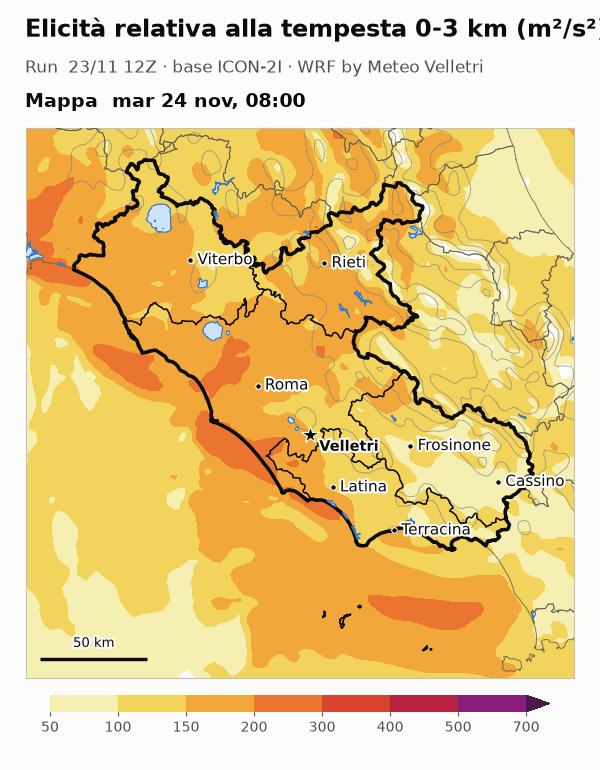 Elicità relativa alla tempesta 0-3 km (m²/s²)
Run  23/11 12Z · base ICON-2I · WRF by Meteo Velletri
Mappa  mar 24 nov, 08:00
Viterbo
Rieti
Roma
Velletri
Frosinone
Latina
Cassino
Terracina
50 km
50 100 150 200 300 400 500 700